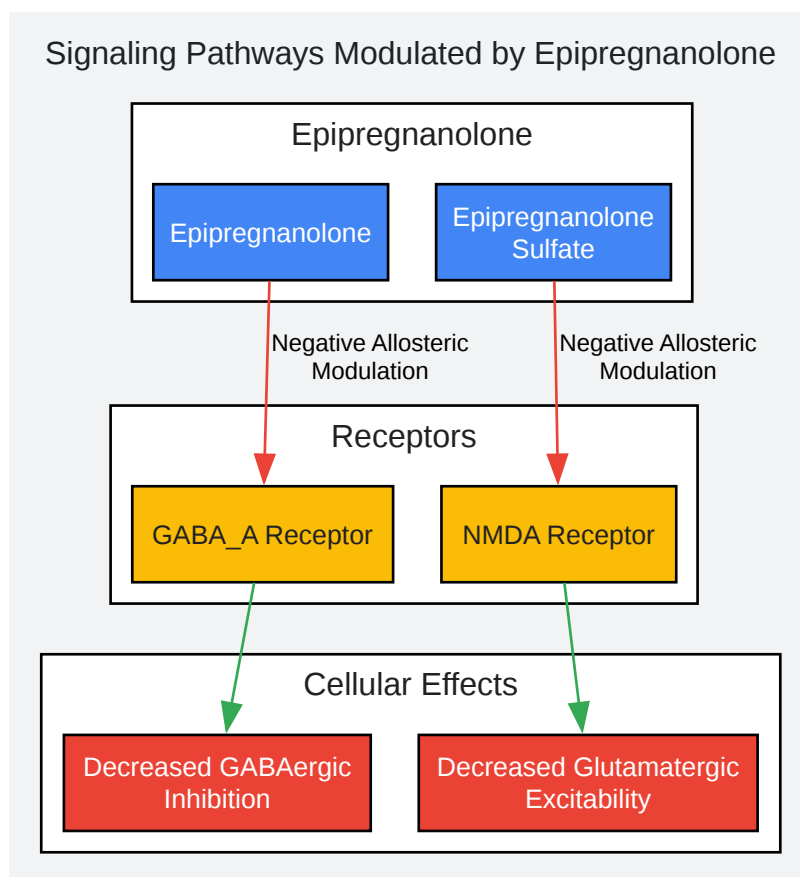 Signaling Pathways Modulated by Epipregnanolone
Epipregnanolone
Epipregnanolone
Epipregnanolone
Sulfate
Negative Allosteric
Modulation
Negative Allosteric
Modulation
Receptors
GABA_A Receptor
NMDA Receptor
Cellular Effects
Decreased GABAergic
Inhibition
Decreased Glutamatergic
Excitability